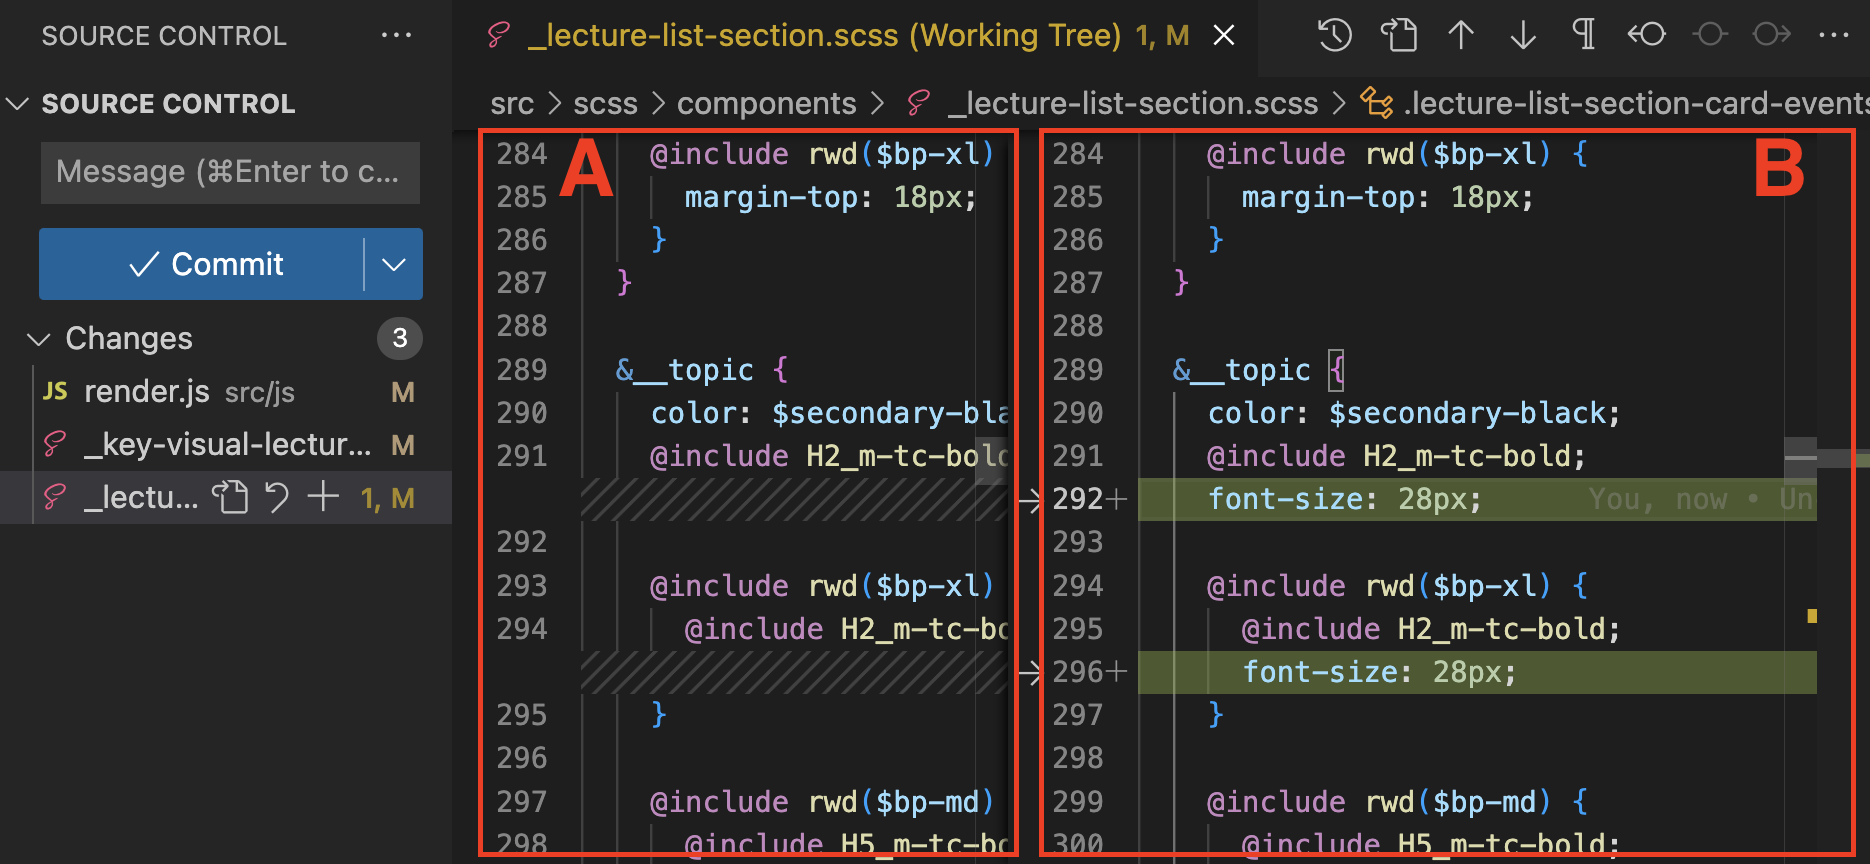 SOURCE CONTROL ...
SOURCE CONTROL
Message (⌘Enter to c...
Commit
Changes 3
JS render.js src/js M
_key-visual-lectur... M
_lectu... 1, M
_lecture-list-section.scss (Working Tree) 1, M
src > scss > components > _lecture-list-section.scss > .lecture-list-section-card-events
A
284 @include rwd($bp-xl)
285 margin-top: 18px;
286 }
287 }
288
289 &__topic {
290 color: $secondary-bla
291 @include H2_m-tc-bold
292
293 @include rwd($bp-xl)
294 @include H2_m-tc-bo
295 }
296
297 @include rwd($bp-md)
298 @include H5_m-tc-bo
B
284 @include rwd($bp-xl) {
285 margin-top: 18px;
286 }
287 }
288
289 &__topic {
290 color: $secondary-black;
291 @include H2_m-tc-bold;
292+ font-size: 28px; You, now • Un
293
294 @include rwd($bp-xl) {
295 @include H2_m-tc-bold;
296+ font-size: 28px;
297 }
298
299 @include rwd($bp-md) {
300 @include H5_m-tc-bold;